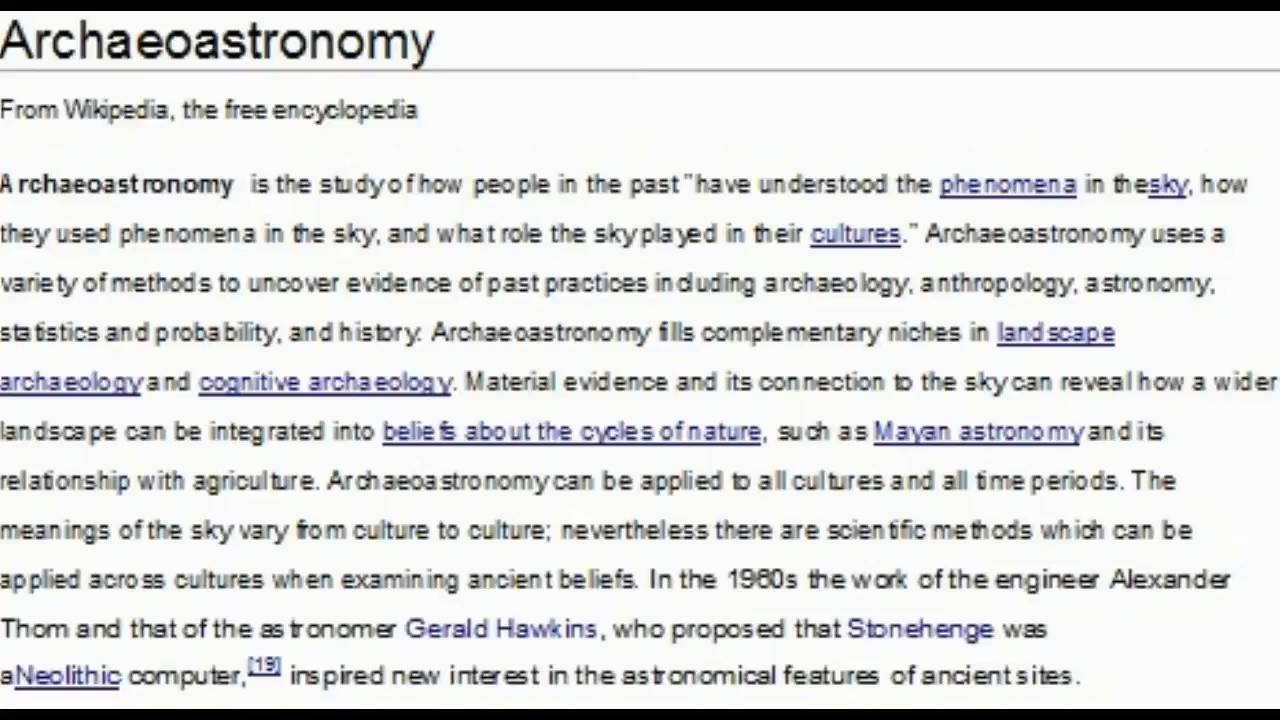 Archaeoastronomy
From Wikipedia, the free encyclopedia
Archaeoastronomy is the study of how people in the past "have understood the phenomena in thesky, how
they used phenomena in the sky, and what role the sky played in their cultures." Archaeoastronomy uses a
variety of methods to uncover evidence of past practices including archaeology, anthropology, astronomy,
statistics and probability, and history. Archaeoastronomy fills complementary niches in landscape
archaeology and cognitive archaeology. Material evidence and its connection to the sky can reveal how a wider
landscape can be integrated into beliefs about the cycles of nature, such as Mayan astronomy and its
relationship with agriculture. Archaeoastronomy can be applied to all cultures and all time periods. The
meanings of the sky vary from culture to culture; nevertheless there are scientific methods which can be
applied across cultures when examining ancient beliefs. In the 1960s the work of the engineer Alexander
Thom and that of the astronomer Gerald Hawkins, who proposed that Stonehenge was
aNeolithic computer,[19] inspired new interest in the astronomical features of ancient sites.